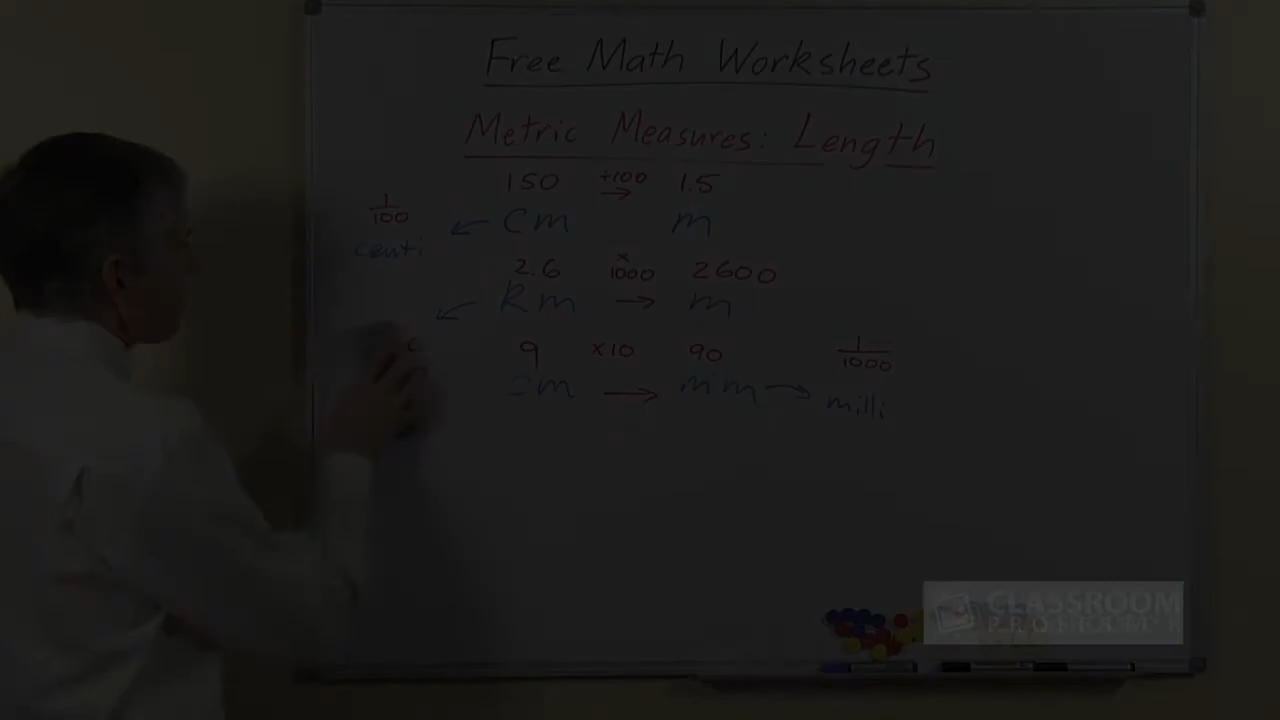 Free Math Worksheets
Metric Measures: Length
150 ÷100 → 1.5
1/100 ← cm m
centi
2.6 x 1000 2600
← Km → m
9 x10 90 1/1000
cm → mm → milli
CLASSROOM